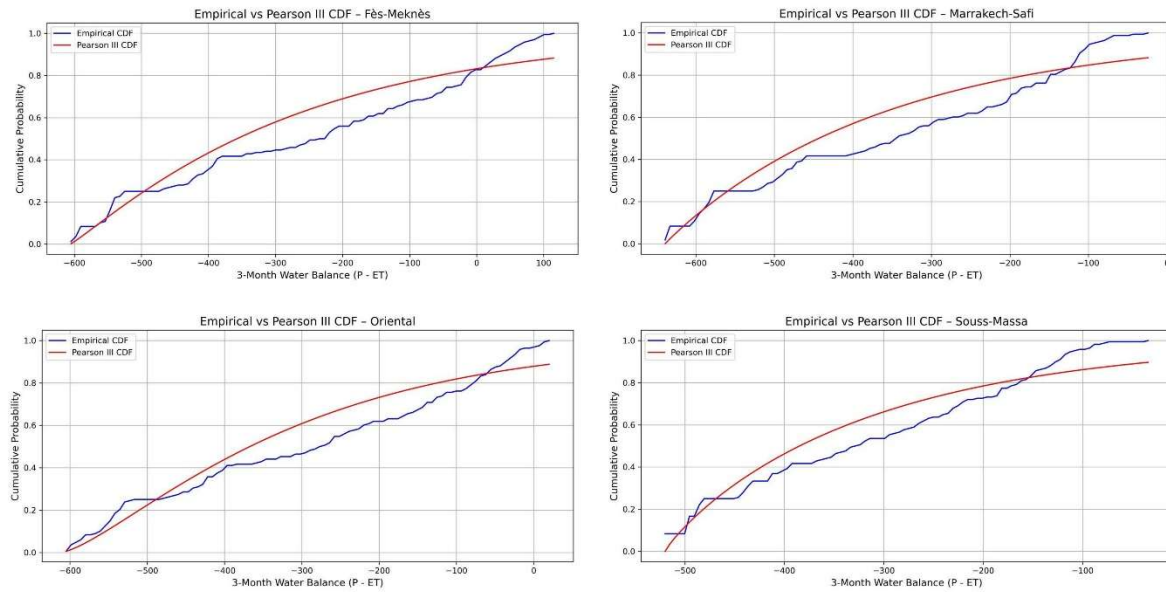 Empirical vs Pearson III CDF – Fès-Meknès
Empirical CDF
Pearson III CDF
1.0
0.8
0.6
0.4
0.2
0.0
Cumulative Probability
−600 −500 −400 −300 −200 −100 0 100
3-Month Water Balance (P - ET)
Empirical vs Pearson III CDF – Marrakech-Safi
Empirical CDF
Pearson III CDF
1.0
0.8
0.6
0.4
0.2
0.0
Cumulative Probability
−600 −500 −400 −300 −200 −100 0
3-Month Water Balance (P - ET)
Empirical vs Pearson III CDF – Oriental
Empirical CDF
Pearson III CDF
1.0
0.8
0.6
0.4
0.2
0.0
Cumulative Probability
−600 −500 −400 −300 −200 −100 0
3-Month Water Balance (P - ET)
Empirical vs Pearson III CDF – Souss-Massa
Empirical CDF
Pearson III CDF
1.0
0.8
0.6
0.4
0.2
0.0
Cumulative Probability
−500 −400 −300 −200 −100
3-Month Water Balance (P - ET)